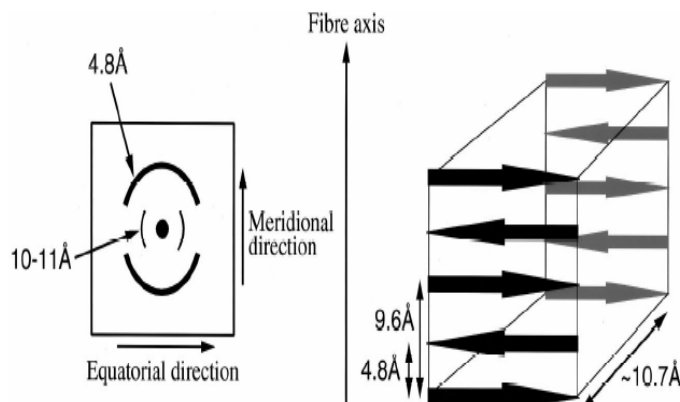 Fibre axis
4.8Å
Meridional
direction
10-11Å
Equatorial direction
9.6Å
4.8Å
~10.7Å